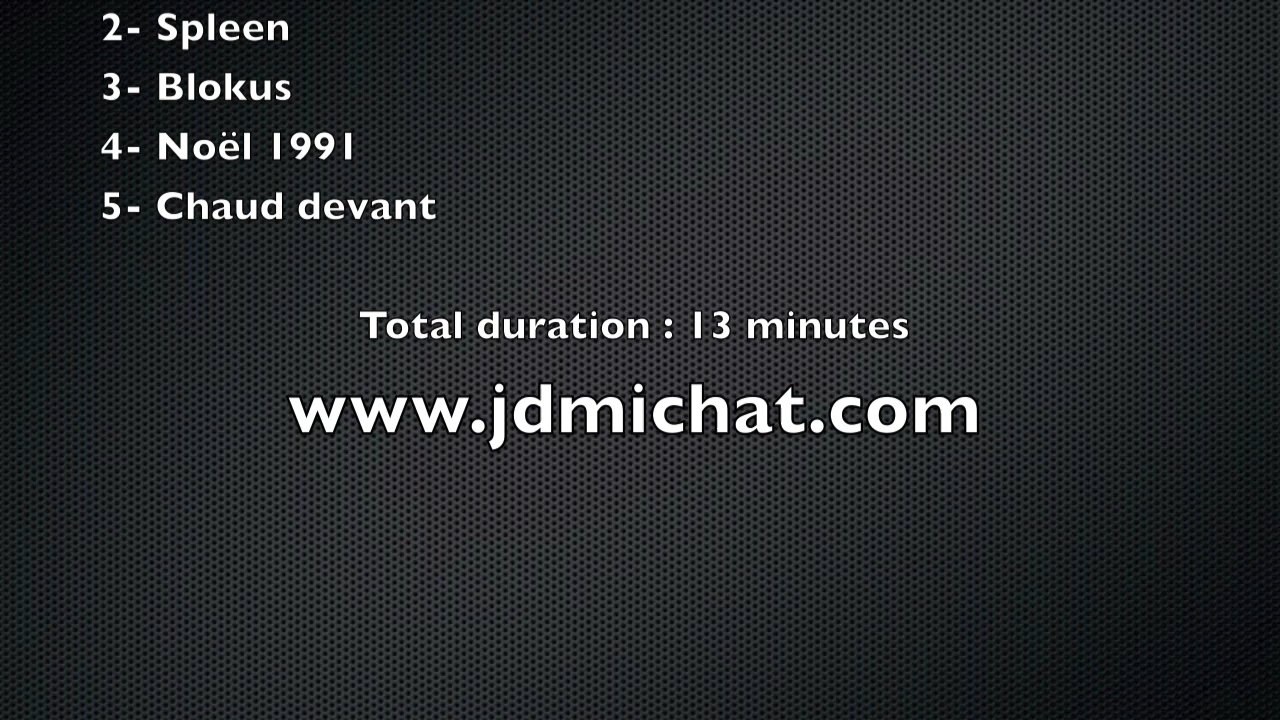 2- Spleen
3- Blokus
4- Noël 1991
5- Chaud devant
Total duration : 13 minutes
www.jdmichat.com